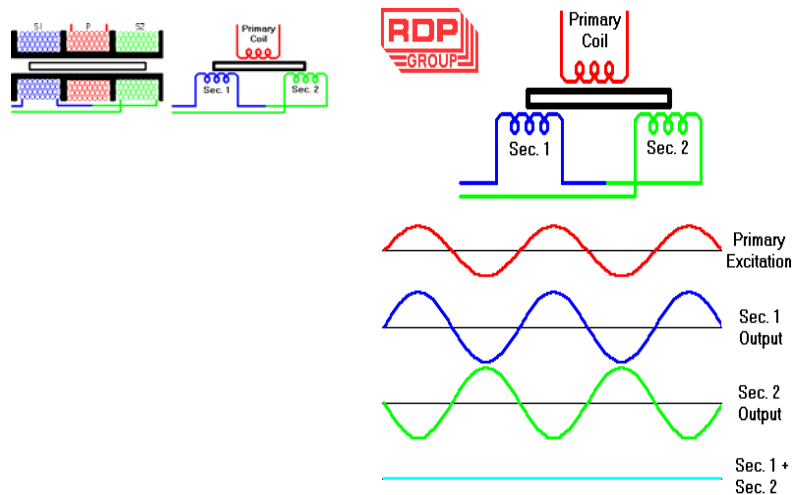 S1 P S2
Primary
Coil
Sec. 1
Sec. 2
RDP
GROUP
Primary
Coil
Sec. 1
Sec. 2
Primary
Excitation
Sec. 1
Output
Sec. 2
Output
Sec. 1 +
Sec. 2